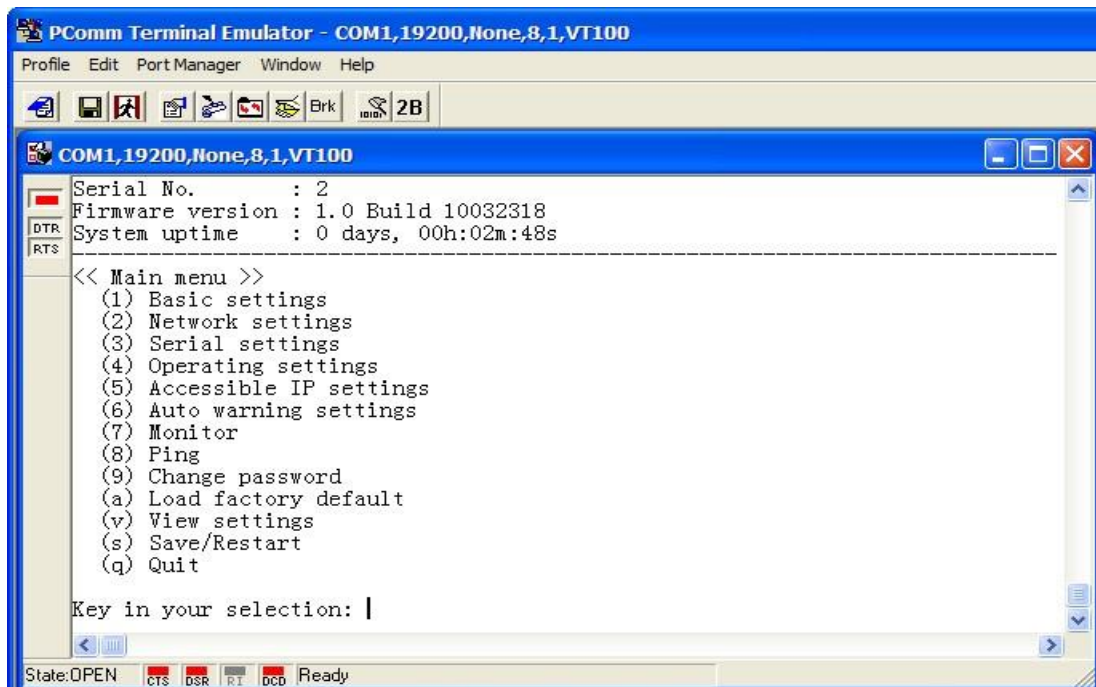 PComm Terminal Emulator - COM1,19200,None,8,1,VT100
Profile Edit Port Manager Window Help
Brk 2B
COM1,19200,None,8,1,VT100
DTR
RTS
Serial No. : 2
Firmware version : 1.0 Build 10032318
System uptime : 0 days, 00h:02m:48s
------------------------------------------------------------------------------
<< Main menu >>
(1) Basic settings
(2) Network settings
(3) Serial settings
(4) Operating settings
(5) Accessible IP settings
(6) Auto warning settings
(7) Monitor
(8) Ping
(9) Change password
(a) Load factory default
(v) View settings
(s) Save/Restart
(q) Quit
Key in your selection:
State:OPEN CTS DSR RI DCD Ready